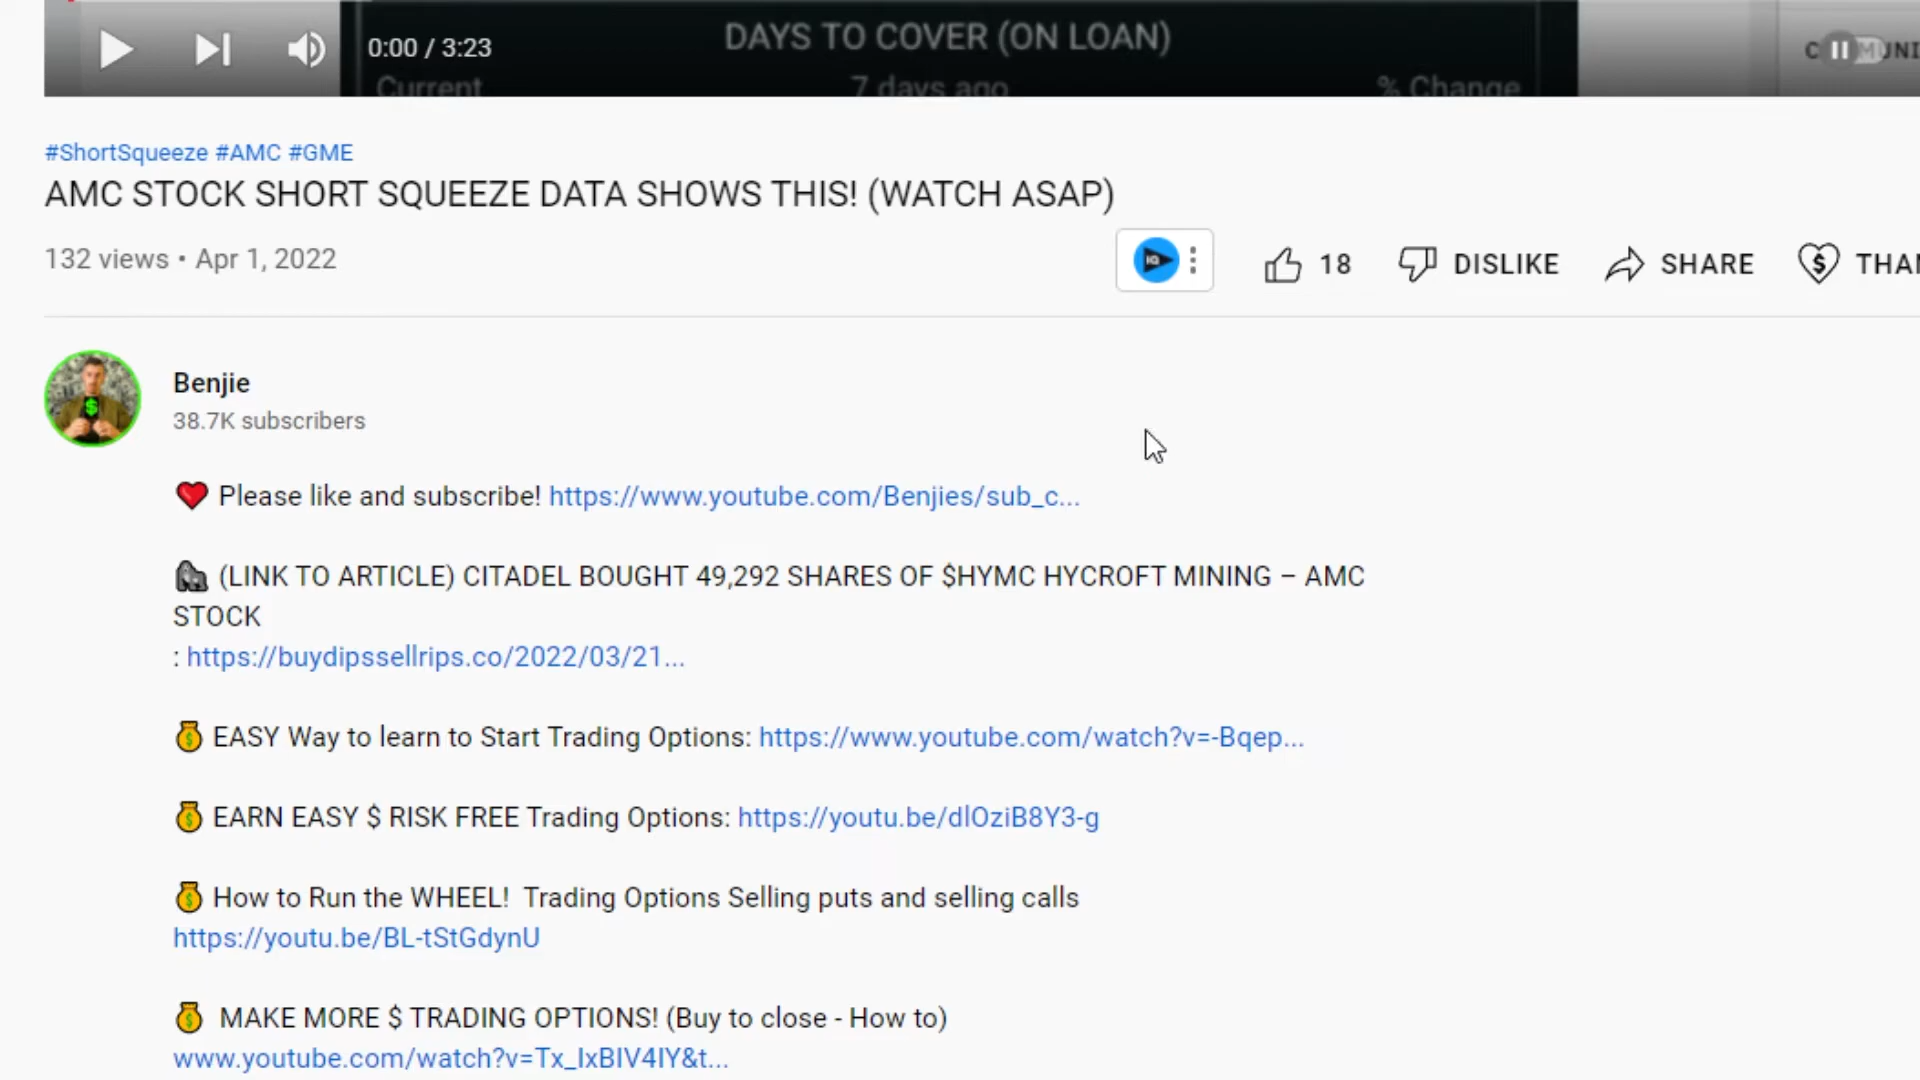 0:00 / 3:23
DAYS TO COVER (ON LOAN)
Current 7 days ago % Change
#ShortSqueeze #AMC #GME
AMC STOCK SHORT SQUEEZE DATA SHOWS THIS! (WATCH ASAP)
132 views • Apr 1, 2022
IQ
18 DISLIKE SHARE
Benjie
38.7K subscribers
❤️ Please like and subscribe! https://www.youtube.com/Benjies/sub_c...
🦍 (LINK TO ARTICLE) CITADEL BOUGHT 49,292 SHARES OF $HYMC HYCROFT MINING – AMC
STOCK
: https://buydipssellrips.co/2022/03/21...
💰 EASY Way to learn to Start Trading Options: https://www.youtube.com/watch?v=-Bqep...
💰 EARN EASY $ RISK FREE Trading Options: https://youtu.be/dlOziB8Y3-g
💰 How to Run the WHEEL!  Trading Options Selling puts and selling calls
https://youtu.be/BL-tStGdynU
💰 MAKE MORE $ TRADING OPTIONS! (Buy to close - How to)
www.youtube.com/watch?v=Tx_IxBIV4IY&t...